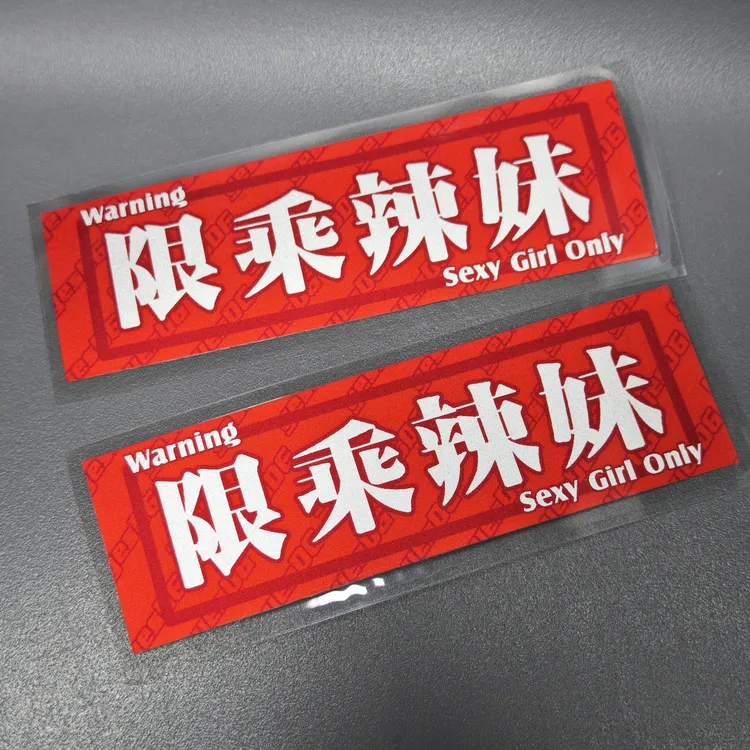 Warning
限乘辣妹
Sexy Girl Only
Warning
限乘辣妹
Sexy Girl Only